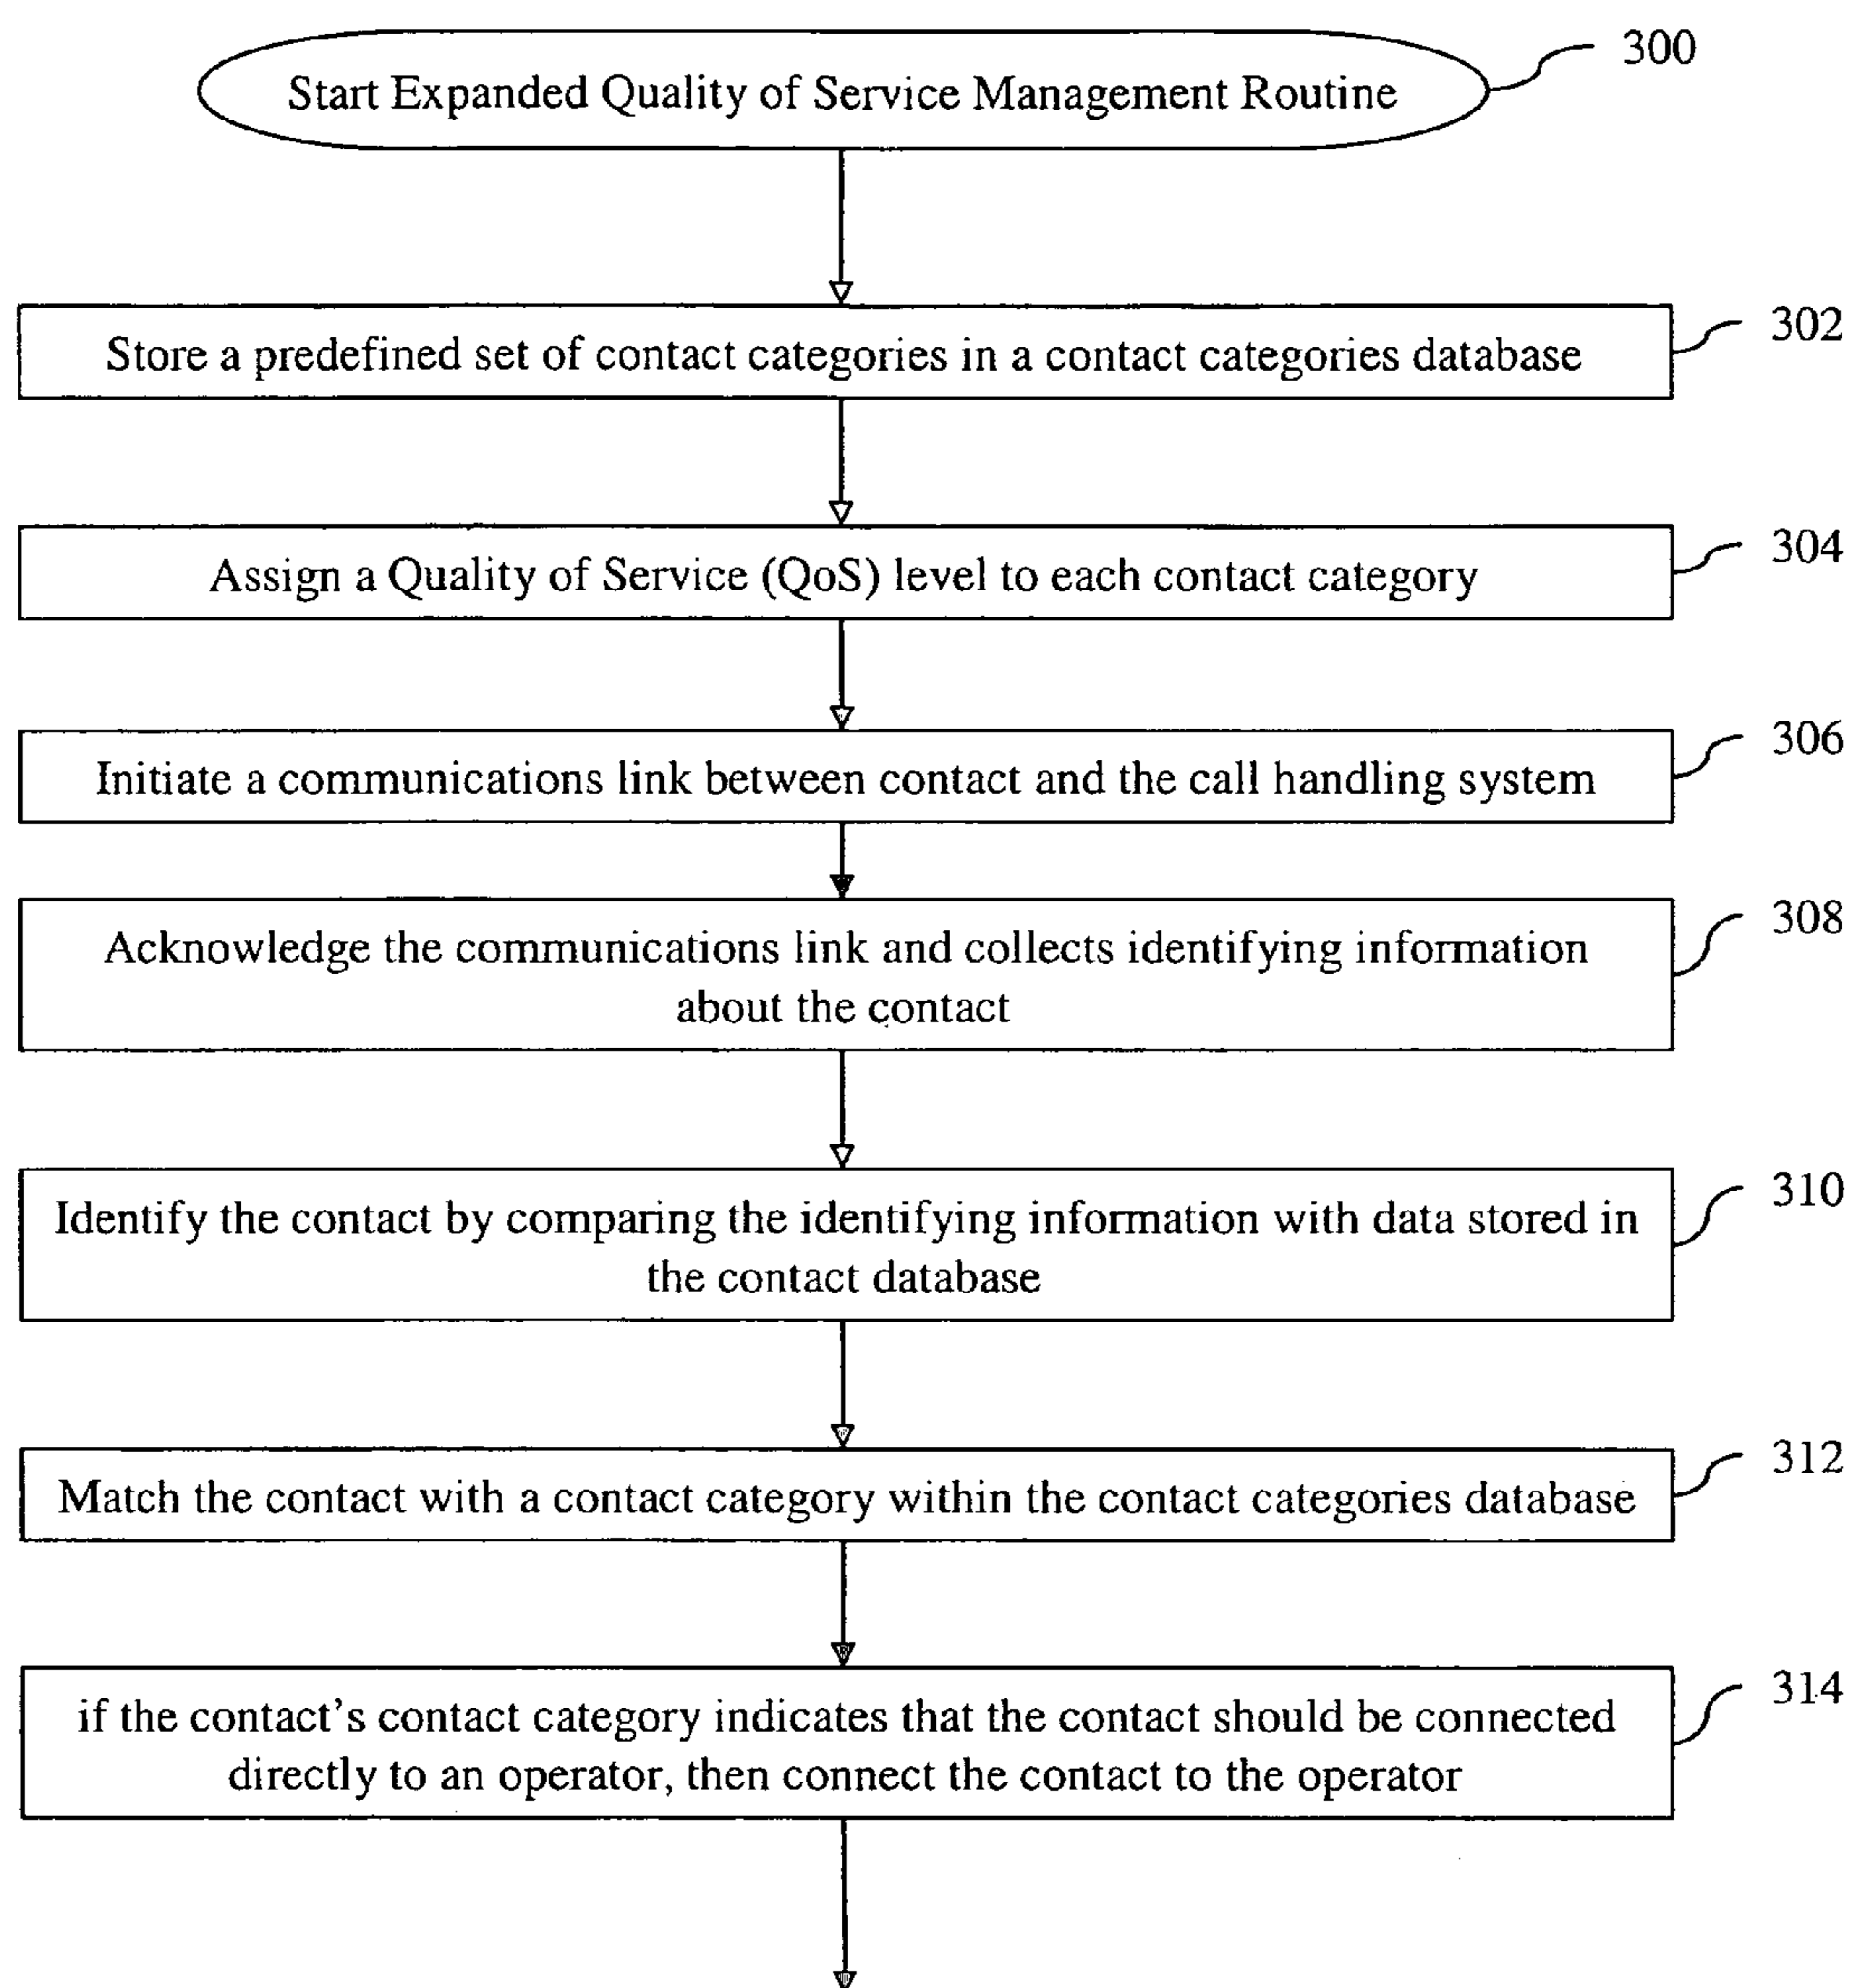 300
Start Expanded Quality of Service Management Routine
302
Store a predefined set of contact categories in a contact categories database
304
Assign a Quality of Service (QoS) level to each contact category
306
Initiate a communications link between contact and the call handling system
308
Acknowledge the communications link and collects identifying information
about the contact
310
Identify the contact by comparing the identifying information with data stored in
the contact database
312
Match the contact with a contact category within the contact categories database
314
if the contact's contact category indicates that the contact should be connected
directly to an operator, then connect the contact to the operator